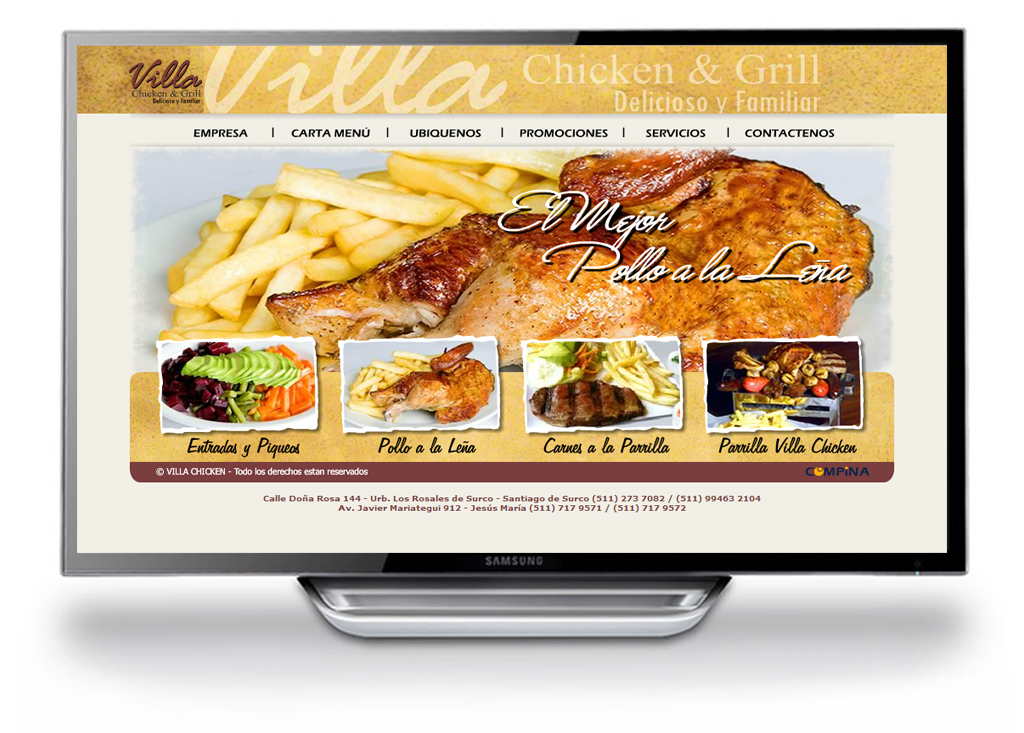 Villa
Chicken & Grill
Delicioso y Familiar
Villa
Chicken & Grill
Delicioso y Familiar
EMPRESA | CARTA MENÚ | UBIQUENOS | PROMOCIONES | SERVICIOS | CONTACTENOS
El Mejor
Pollo a la Leña
Entradas y Piqueos
Pollo a la Leña
Carnes a la Parrilla
Parrilla Villa Chicken
© VILLA CHICKEN - Todo los derechos estan reservados
COMPINA
Calle Doña Rosa 144 - Urb. Los Rosales de Surco - Santiago de Surco (511) 273 7082 / (511) 99463 2104
Av. Javier Mariategui 912 - Jesús María (511) 717 9571 / (511) 717 9572
SAMSUNG